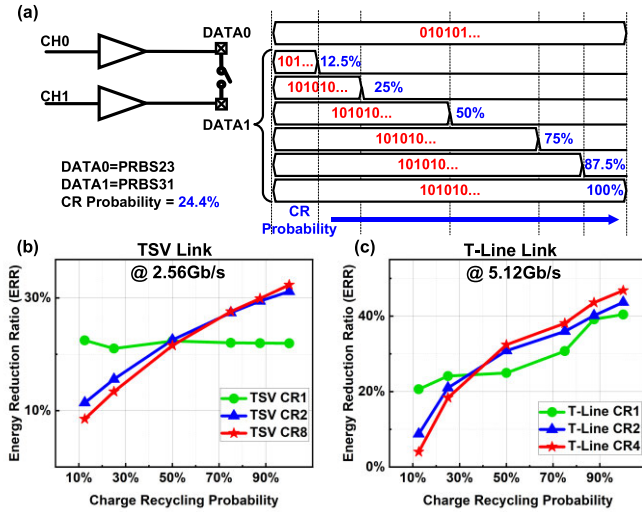 (a)
CH0
CH1
DATA0
DATA1
DATA0=PRBS23
DATA1=PRBS31
CR Probability = 24.4%
010101...
101... 12.5%
101010... 25%
101010... 50%
101010... 75%
101010... 87.5%
101010... 100%
CR
Probability
(b)
TSV Link
@ 2.56Gb/s
Energy Reduction Ratio (ERR)
30%
10%
TSV CR1
TSV CR2
TSV CR8
10% 30% 50% 70% 90%
Charge Recycling Probability
(c)
T-Line Link
@ 5.12Gb/s
Energy Reduction Ratio (ERR)
40%
20%
0%
T-Line CR1
T-Line CR2
T-Line CR4
10% 30% 50% 70% 90%
Charge Recycling Probability